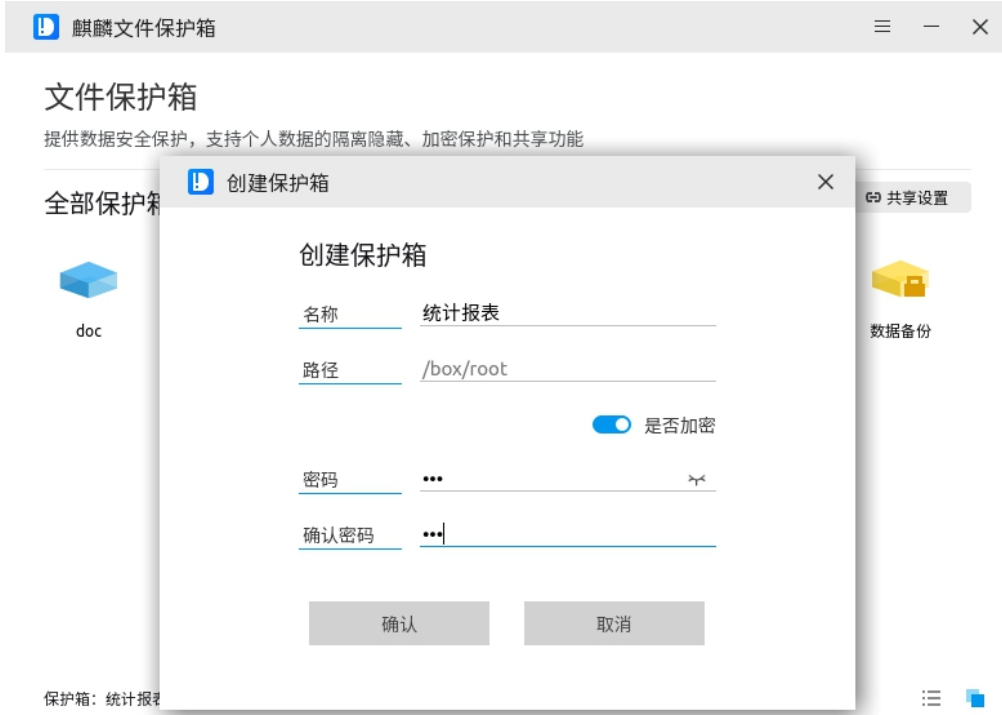 麒麟文件保护箱
文件保护箱
提供数据安全保护，支持个人数据的隔离隐藏、加密保护和共享功能
全部保护箱
共享设置
创建保护箱
创建保护箱
名称 统计报表
路径 /box/root
是否加密
密码 •••
确认密码 •••
确认 取消
doc
数据备份
保护箱：统计报表